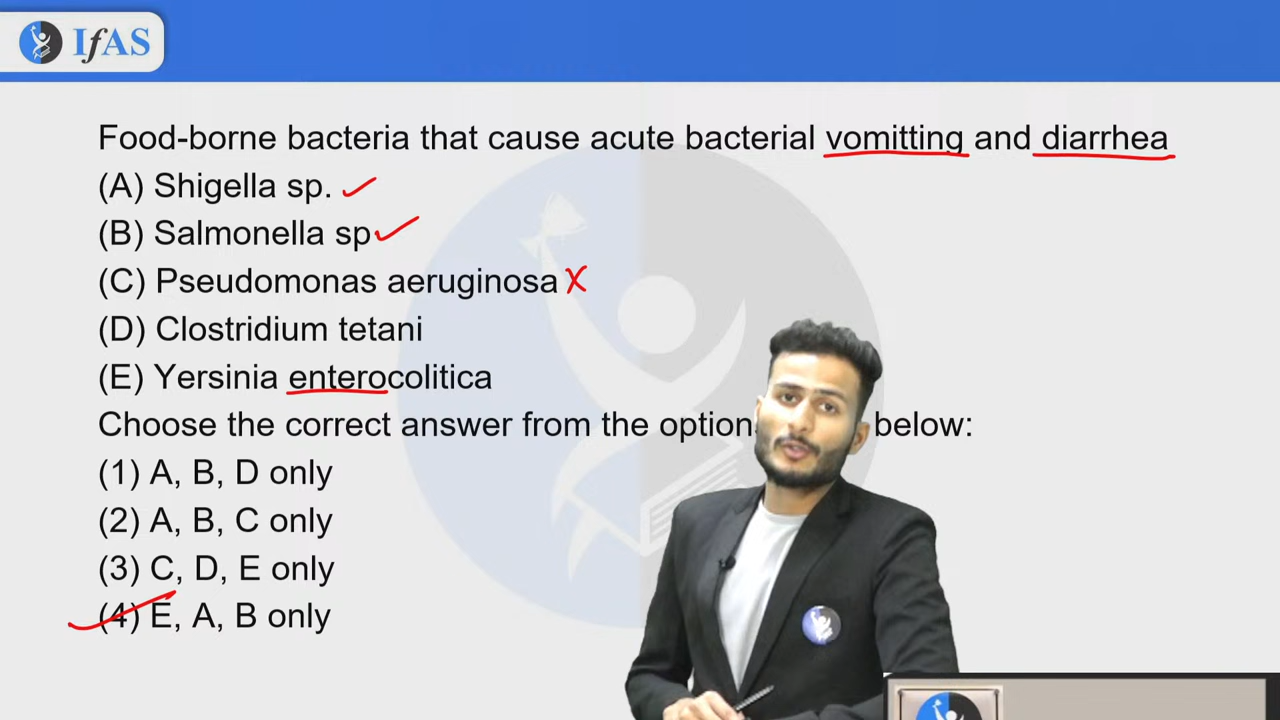 IfAS
Food-borne bacteria that cause acute bacterial vomitting and diarrhea
(A) Shigella sp.
(B) Salmonella sp
(C) Pseudomonas aeruginosa X
(D) Clostridium tetani
(E) Yersinia enterocolitica
Choose the correct answer from the option below:
(1) A, B, D only
(2) A, B, C only
(3) C, D, E only
(4) E, A, B only